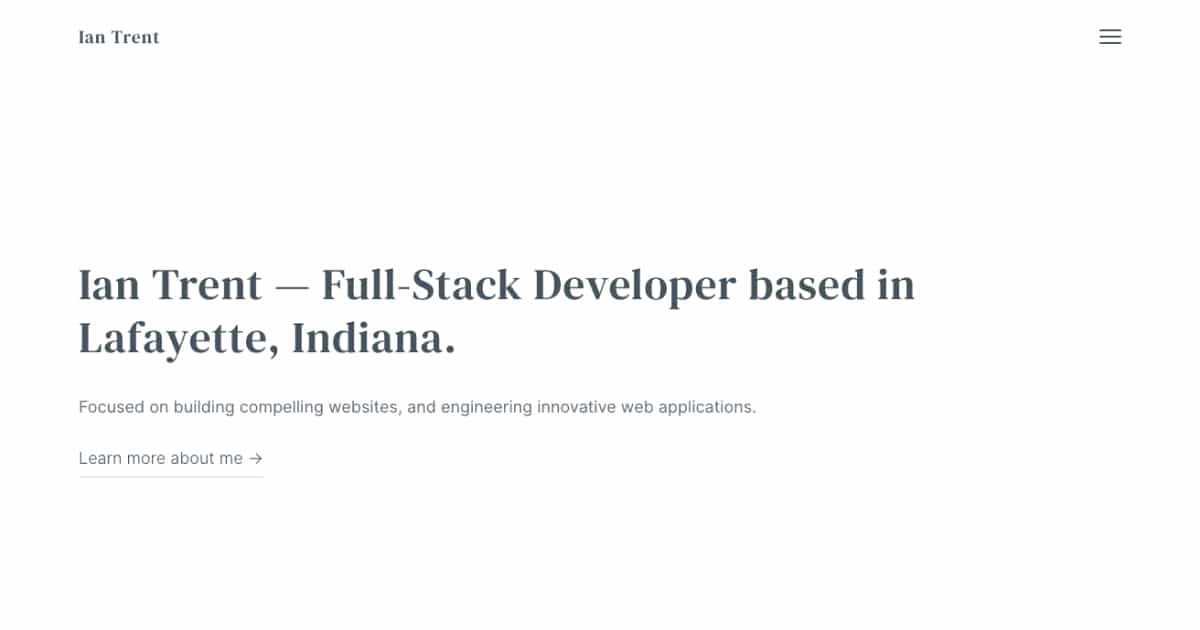 Ian Trent
Ian Trent — Full-Stack Developer based in
Lafayette, Indiana.
Focused on building compelling websites, and engineering innovative web applications.
Learn more about me →